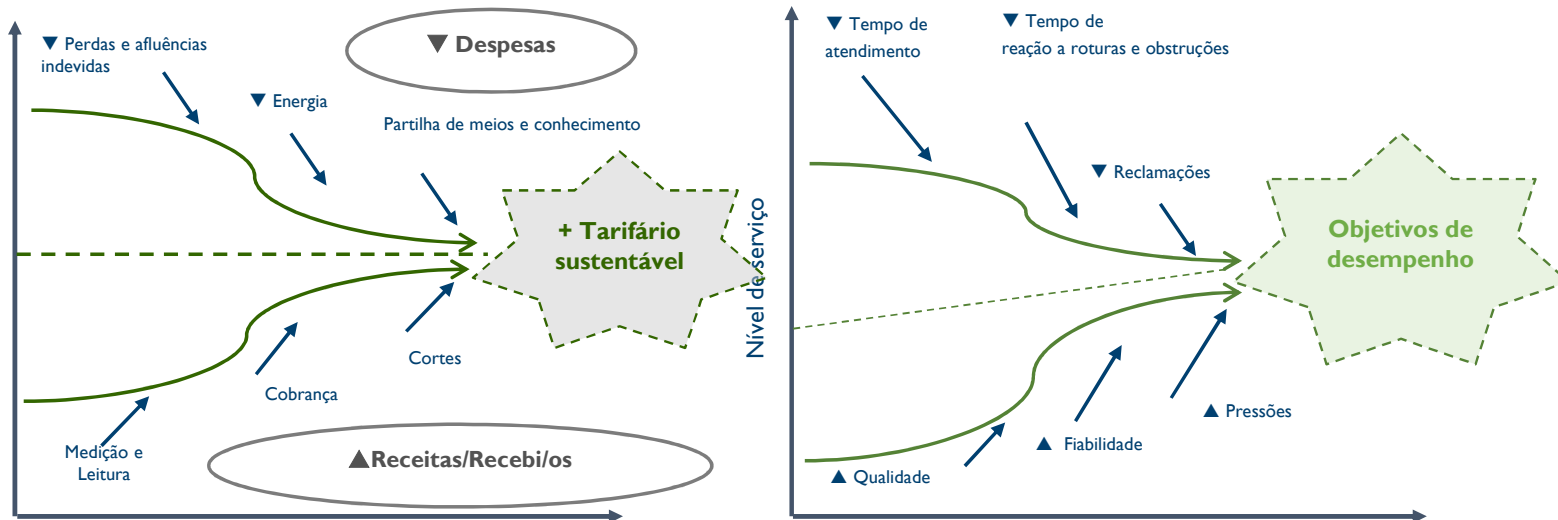 ▼ Perdas e afluências
indevidas
▼ Despesas
▼ Energia
Partilha de meios e conhecimento
+ Tarifário
sustentável
Cortes
Cobrança
Medição e
Leitura
▲Receitas/Recebi/os
Nível de serviço
▼ Tempo de
atendimento
▼ Tempo de
reação a roturas e obstruções
▼ Reclamações
Objetivos de
desempenho
▲ Pressões
▲ Fiabilidade
▲ Qualidade